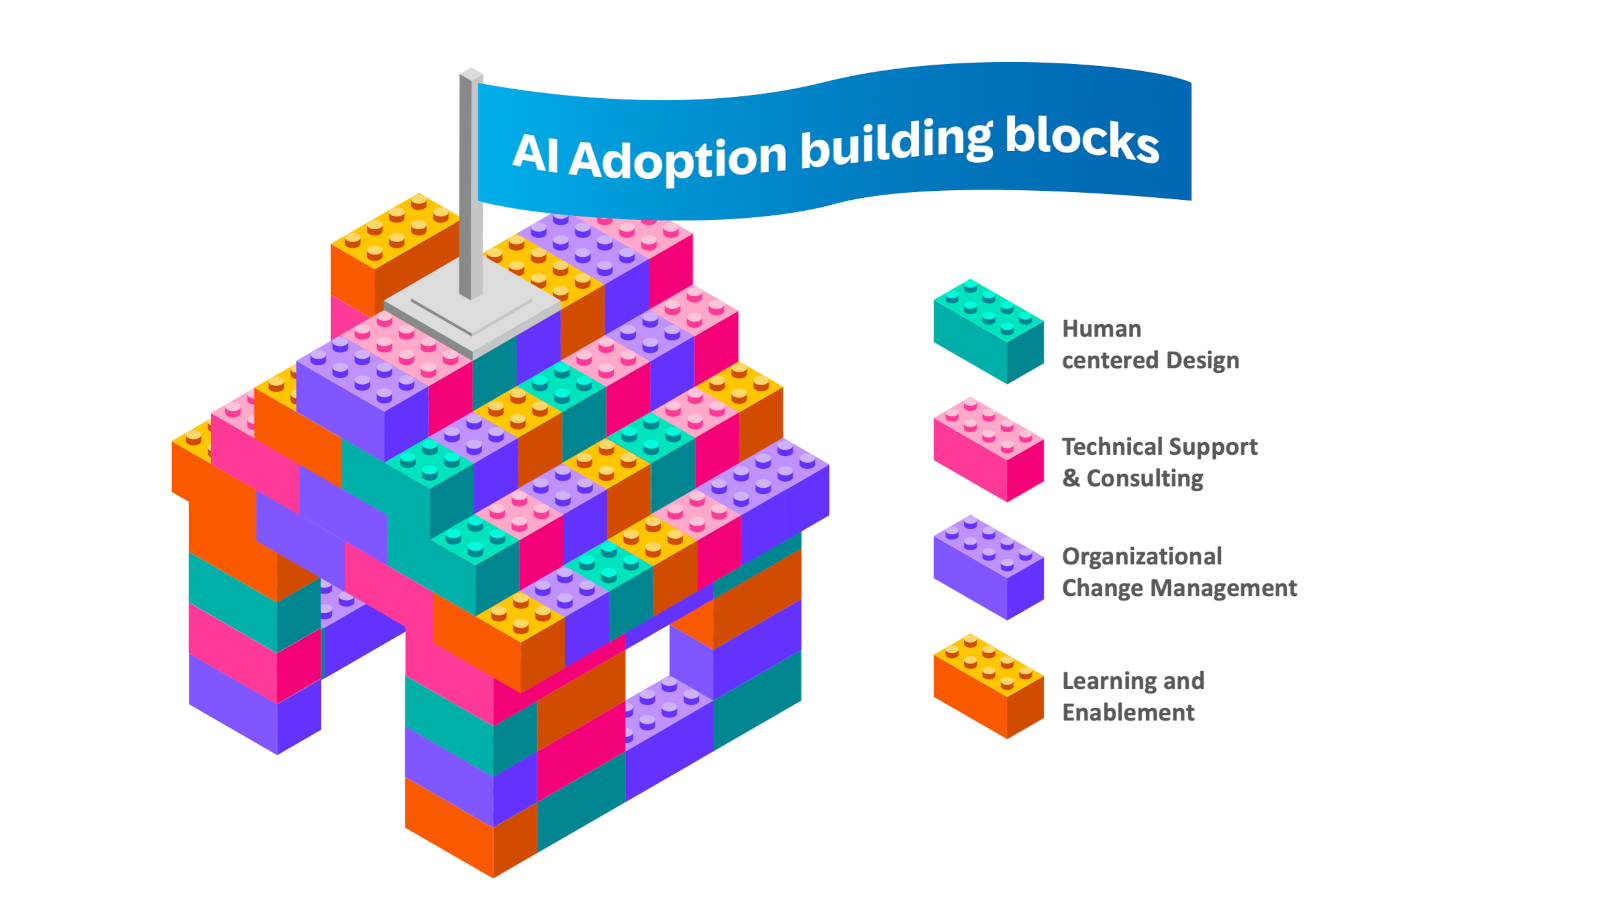 AI Adoption building blocks
Human
centered Design
Technical Support
& Consulting
Organizational
Change Management
Learning and
Enablement